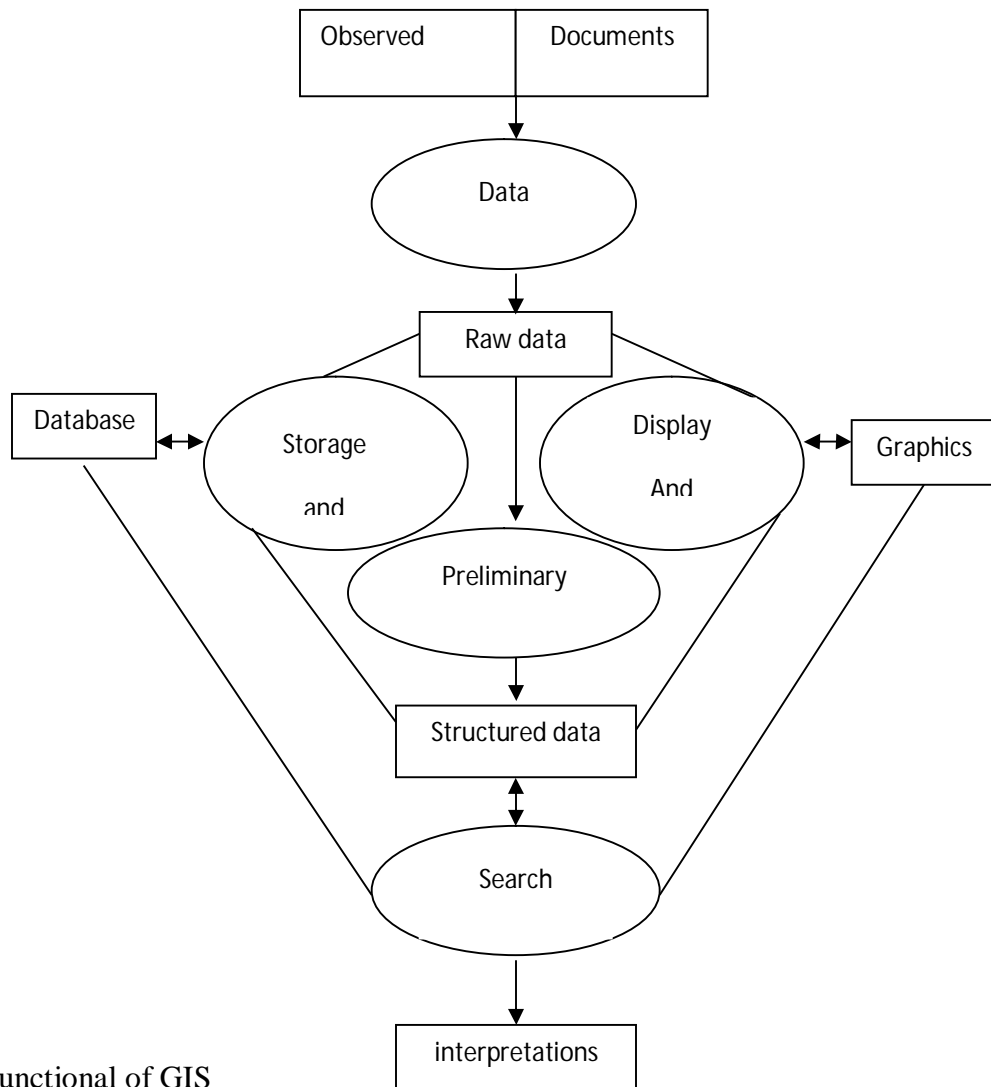 Observed
Documents
Data
Raw data
Database
Storage
and
Display
And
Graphics
Preliminary
Structured data
Search
interpretations
unctional of GIS